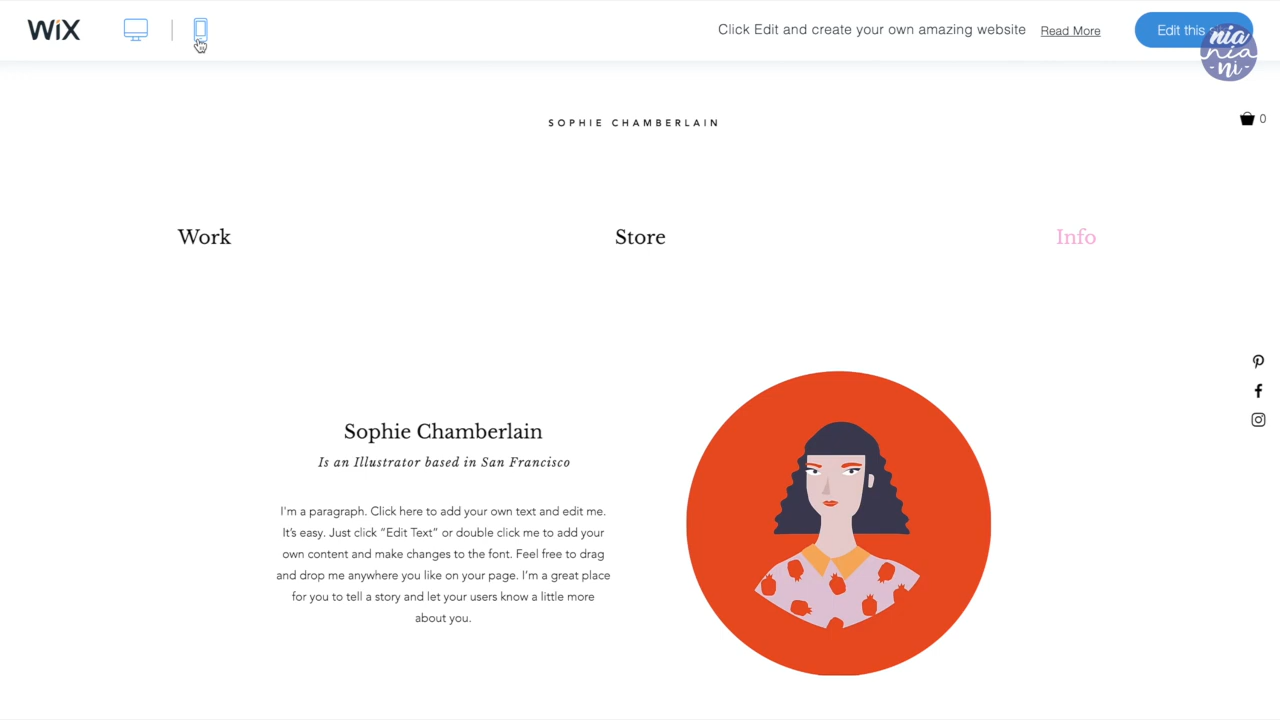 WiX
Click Edit and create your own amazing website Read More
Edit this
nia
nia
-ni-
SOPHIE CHAMBERLAIN
0
Work
Store
Info
Sophie Chamberlain
Is an Illustrator based in San Francisco
I'm a paragraph. Click here to add your own text and edit me.
It's easy. Just click “Edit Text” or double click me to add your
own content and make changes to the font. Feel free to drag
and drop me anywhere you like on your page. I'm a great place
for you to tell a story and let your users know a little more
about you.